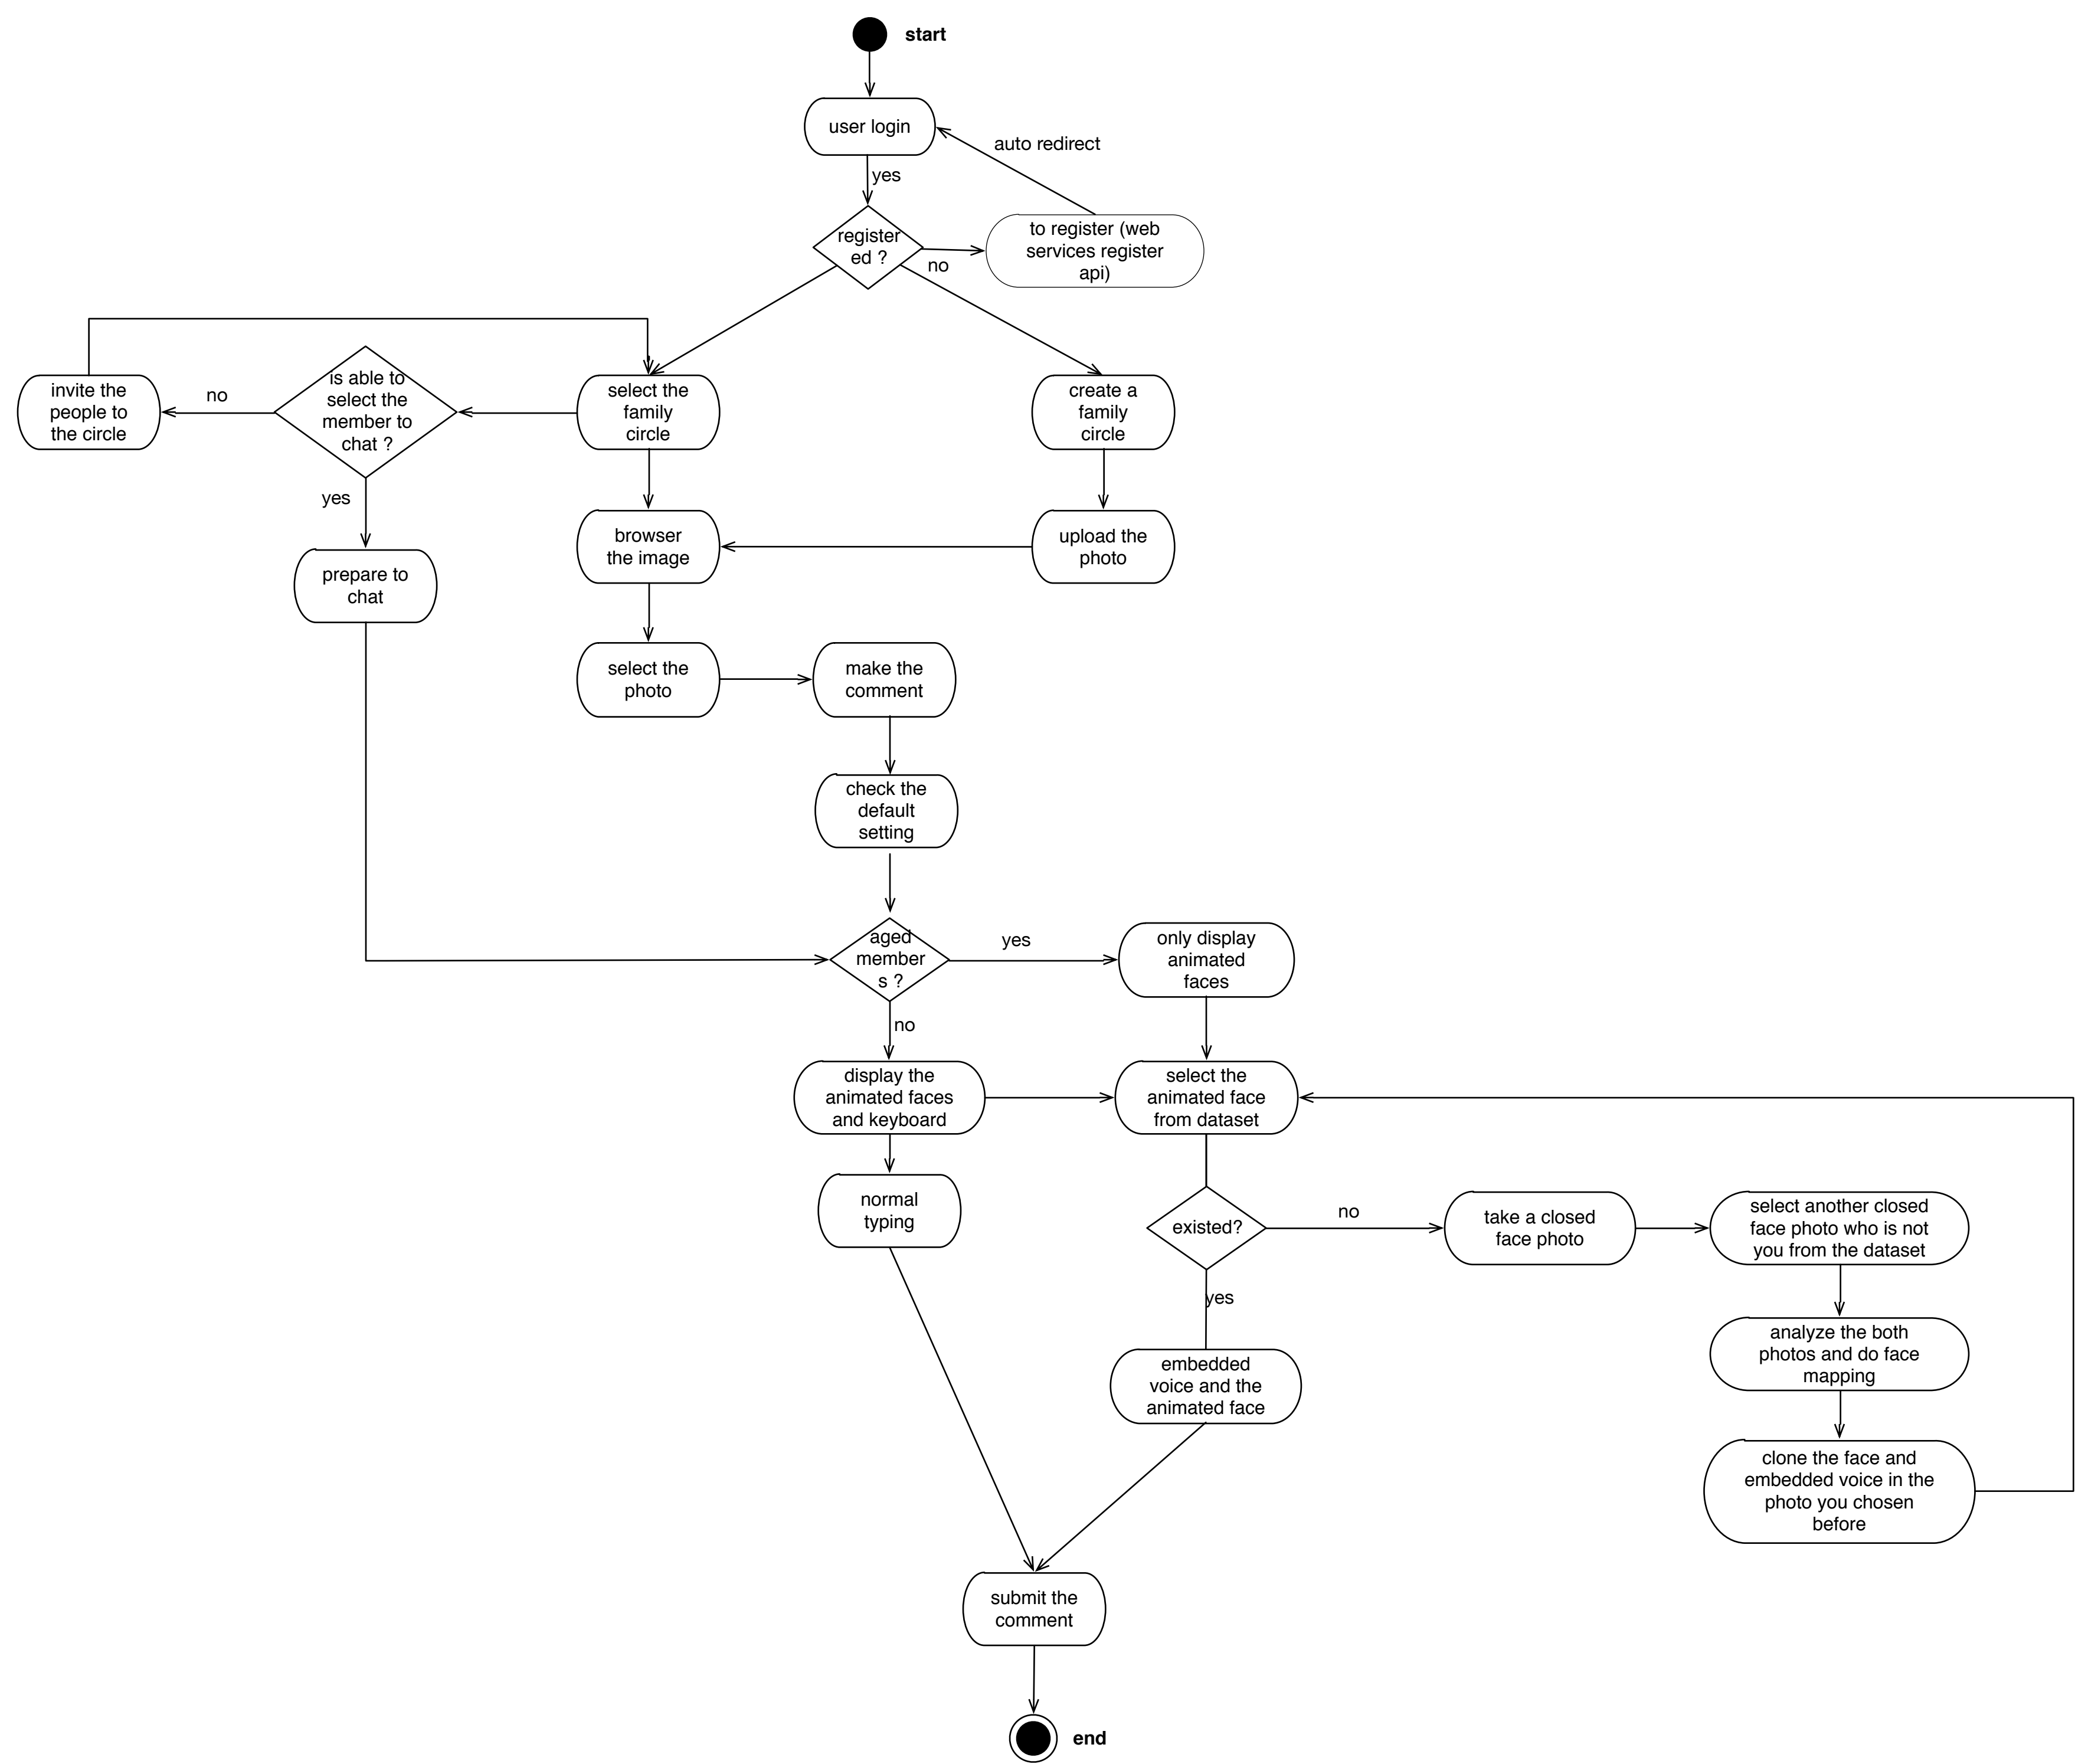 start
user login
auto redirect
yes
register
ed ?
no
to register (web
services register
api)
invite the
people to
the circle
no
is able to
select the
member to
chat ?
yes
select the
family
circle
create a
family
circle
prepare to
chat
browser
the image
upload the
photo
select the
photo
make the
comment
check the
default
setting
aged
member
s ?
yes
only display
animated
faces
no
display the
animated faces
and keyboard
select the
animated face
from dataset
normal
typing
existed?
no
take a closed
face photo
select another closed
face photo who is not
you from the dataset
yes
analyze the both
photos and do face
mapping
embedded
voice and the
animated face
clone the face and
embedded voice in the
photo you chosen
before
submit the
comment
end